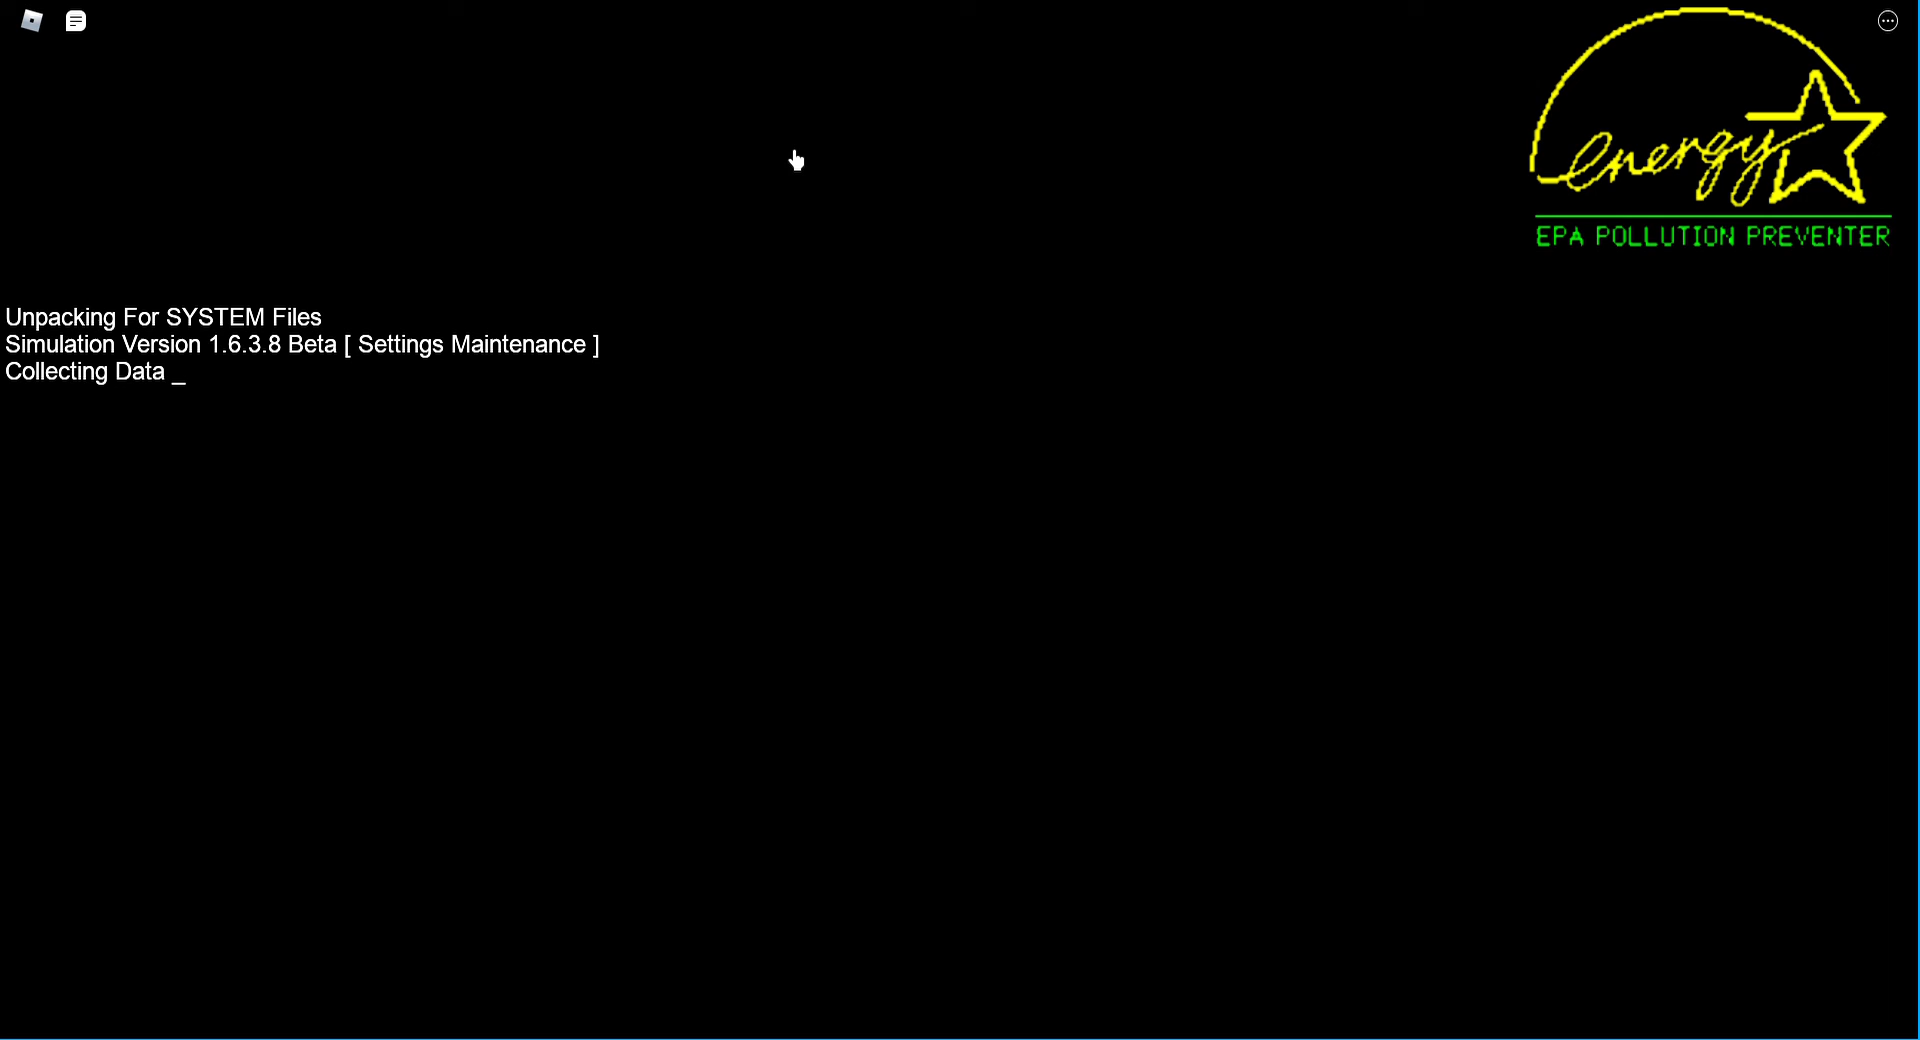 energy
EPA POLLUTION PREVENTER
Unpacking For SYSTEM Files
Simulation Version 1.6.3.8 Beta [ Settings Maintenance ]
Collecting Data _